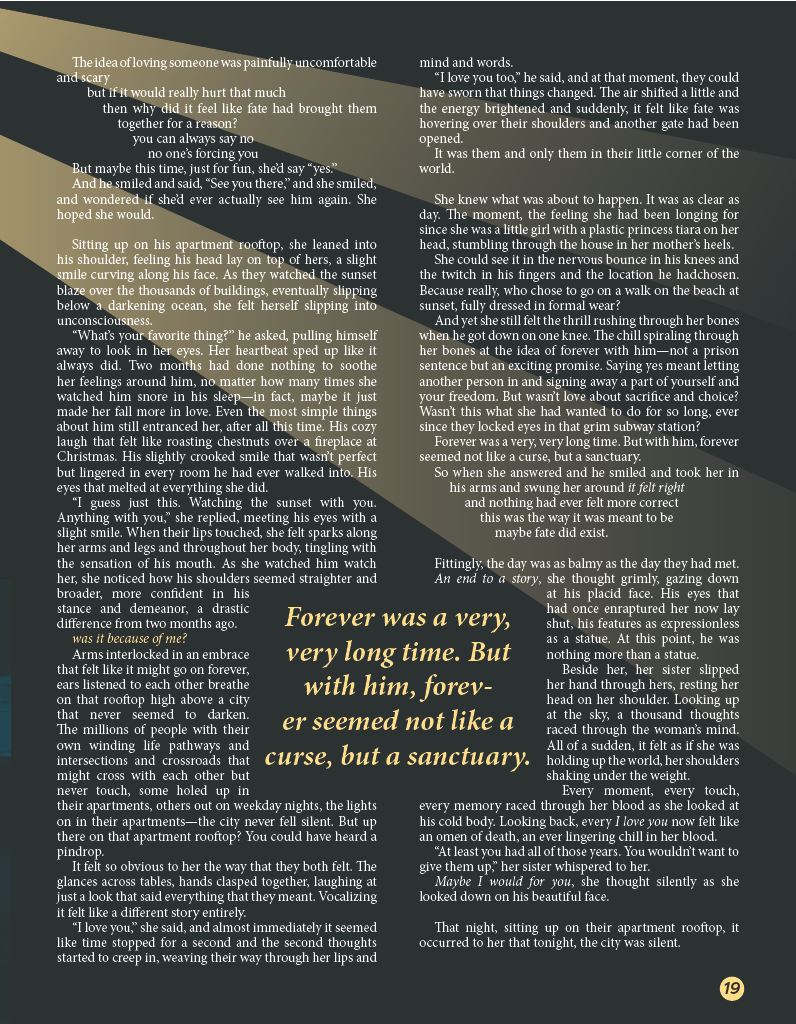 The idea of loving someone was painfully uncomfortable
and scary
but if it would really hurt that much
then why did it feel like fate had brought them
together for a reason?
you can always say no
no one's forcing you
But maybe this time, just for fun, she'd say “yes.”
And he smiled and said, “See you there,” and she smiled,
and wondered if she'd ever actually see him again. She
hoped she would.

Sitting up on his apartment rooftop, she leaned into
his shoulder, feeling his head lay on top of hers, a slight
smile curving along his face. As they watched the sunset
blaze over the thousands of buildings, eventually slipping
below a darkening ocean, she felt herself slipping into
unconsciousness.
“What's your favorite thing?” he asked, pulling himself
away to look in her eyes. Her heartbeat sped up like it
always did. Two months had done nothing to soothe
her feelings around him, no matter how many times she
watched him snore in his sleep—in fact, maybe it just
made her fall more in love. Even the most simple things
about him still entranced her, after all this time. His cozy
laugh that felt like roasting chestnuts over a fireplace at
Christmas. His slightly crooked smile that wasn't perfect
but lingered in every room he had ever walked into. His
eyes that melted at everything she did.
“I guess just this. Watching the sunset with you.
Anything with you,” she replied, meeting his eyes with a
slight smile. When their lips touched, she felt sparks along
her arms and legs and throughout her body, tingling with
the sensation of his mouth. As she watched him watch
her, she noticed how his shoulders seemed straighter and
broader, more confident in his
stance and demeanor, a drastic
difference from two months ago.
was it because of me?
Arms interlocked in an embrace
that felt like it might go on forever,
ears listened to each other breathe
on that rooftop high above a city
that never seemed to darken.
The millions of people with their
own winding life pathways and
intersections and crossroads that
might cross with each other but
never touch, some holed up in
their apartments, others out on weekday nights, the lights
on in their apartments—the city never fell silent. But up
there on that apartment rooftop? You could have heard a
pindrop.
It felt so obvious to her the way that they both felt. The
glances across tables, hands clasped together, laughing at
just a look that said everything that they meant. Vocalizing
it felt like a different story entirely.
“I love you,” she said, and almost immediately it seemed
like time stopped for a second and the second thoughts
started to creep in, weaving their way through her lips and
mind and words.
“I love you too,” he said, and at that moment, they could
have sworn that things changed. The air shifted a little and
the energy brightened and suddenly, it felt like fate was
hovering over their shoulders and another gate had been
opened.
It was them and only them in their little corner of the
world.

She knew what was about to happen. It was as clear as
day. The moment, the feeling she had been longing for
since she was a little girl with a plastic princess tiara on her
head, stumbling through the house in her mother's heels.
She could see it in the nervous bounce in his knees and
the twitch in his fingers and the location he hadchosen.
Because really, who chose to go on a walk on the beach at
sunset, fully dressed in formal wear?
And yet she still felt the thrill rushing through her bones
when he got down on one knee. The chill spiraling through
her bones at the idea of forever with him—not a prison
sentence but an exciting promise. Saying yes meant letting
another person in and signing away a part of yourself and
your freedom. But wasn't love about sacrifice and choice?
Wasn't this what she had wanted to do for so long, ever
since they locked eyes in that grim subway station?
Forever was a very, very long time. But with him, forever
seemed not like a curse, but a sanctuary.
So when she answered and he smiled and took her in
his arms and swung her around it felt right
and nothing had ever felt more correct
this was the way it was meant to be
maybe fate did exist.

Fittingly, the day was as balmy as the day they had met.
An end to a story, she thought grimly, gazing down
at his placid face. His eyes that
had once enraptured her now lay
shut, his features as expressionless
as a statue. At this point, he was
nothing more than a statue.
Beside her, her sister slipped
her hand through hers, resting her
head on her shoulder. Looking up
at the sky, a thousand thoughts
raced through the woman's mind.
All of a sudden, it felt as if she was
holding up the world, her shoulders
shaking under the weight.
Every moment, every touch,
every memory raced through her blood as she looked at
his cold body. Looking back, every I love you now felt like
an omen of death, an ever lingering chill in her blood.
“At least you had all of those years. You wouldn't want to
give them up,” her sister whispered to her.
Maybe I would for you, she thought silently as she
looked down on his beautiful face.

That night, sitting up on their apartment rooftop, it
occurred to her that tonight, the city was silent.

Forever was a very,
very long time. But
with him, forev-
er seemed not like a
curse, but a sanctuary.

19